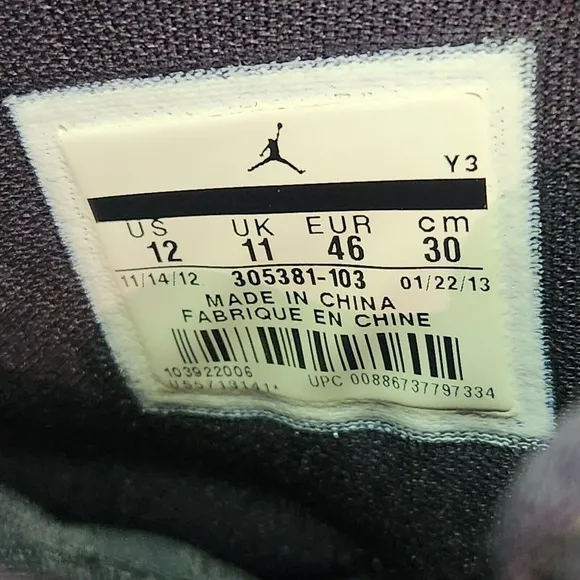 Y3
US UK EUR cm
12 11 46 30
11/14/12 305381-103 01/22/13
MADE IN CHINA
FABRIQUE EN CHINE
103922006
UPC 00886737797334